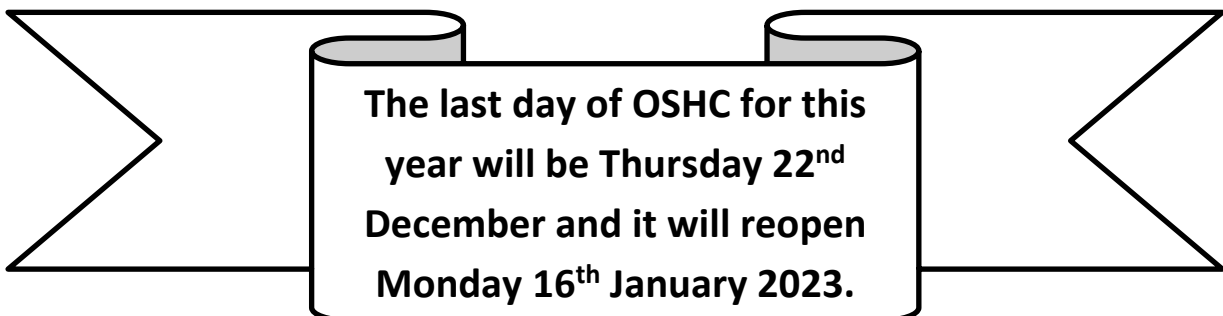 The last day of OSHC for this
year will be Thursday 22nd
December and it will reopen
Monday 16th January 2023.